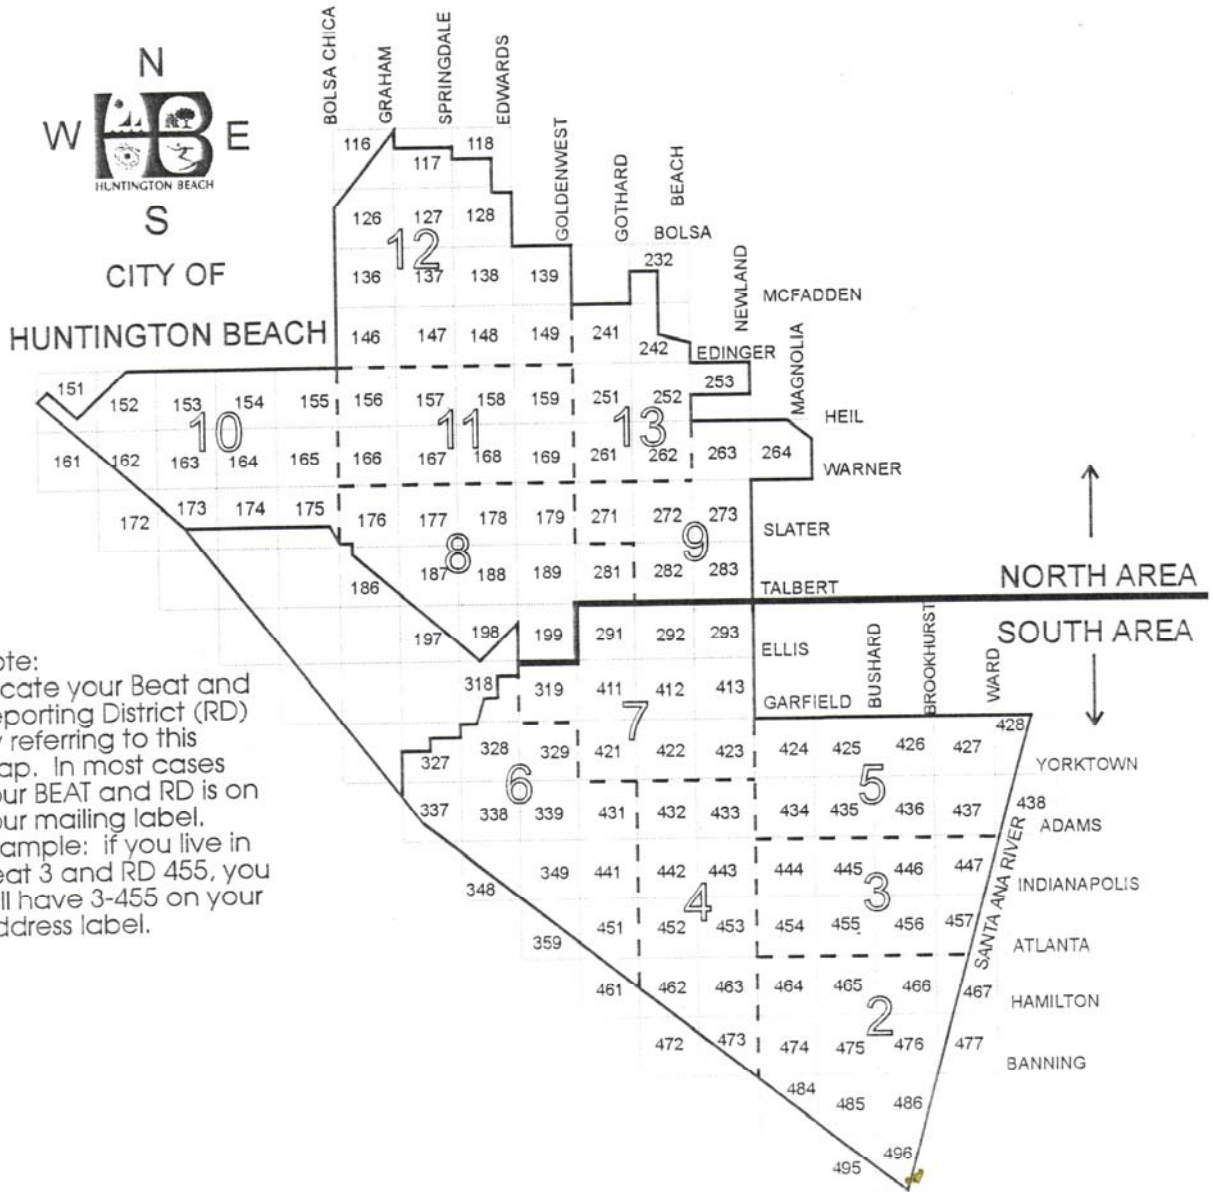 N
W
E
HUNTINGTON BEACH
S
CITY OF
HUNTINGTON BEACH
BOLSA CHICA
GRAHAM
SPRINGDALE
EDWARDS
GOLDENWEST
GOTHARD
BEACH
BOLSA
NEWLAND
MCFADDEN
MAGNOLIA
EDINGER
HEIL
WARNER
SLATER
TALBERT
NORTH AREA
SOUTH AREA
ELLIS
GARFIELD
BUSHARD
BROOKHURST
WARD
YORKTOWN
ADAMS
INDIANAPOLIS
ATLANTA
HAMILTON
BANNING
SANTA ANA RIVER
116 117 118
126 127 128
12
136 137 138 139 232
146 147 148 149 241 242
151 152 153 154 155 156 157 158 159 251 252 253
10 11 13
161 162 163 164 165 166 167 168 169 261 262 263 264
172 173 174 175 176 177 178 179 271 272 273
8 9
186 187 188 189 281 282 283
197 198 199 291 292 293
318 319 411 412 413
7
327 328 329 421 422 423 424 425 426 427 428
6 5
337 338 339 431 432 433 434 435 436 437 438
348 349 441 442 443 444 445 446 447
4 3
359 451 452 453 454 455 456 457
461 462 463 464 465 466 467
2
472 473 474 475 476 477
484 485 486
495 496
ote:
cate your Beat and
eporting District (RD)
y referring to this
ap. In most cases
our BEAT and RD is on
our mailing label.
ample: if you live in
eat 3 and RD 455, you
ll have 3-455 on your
ddress label.